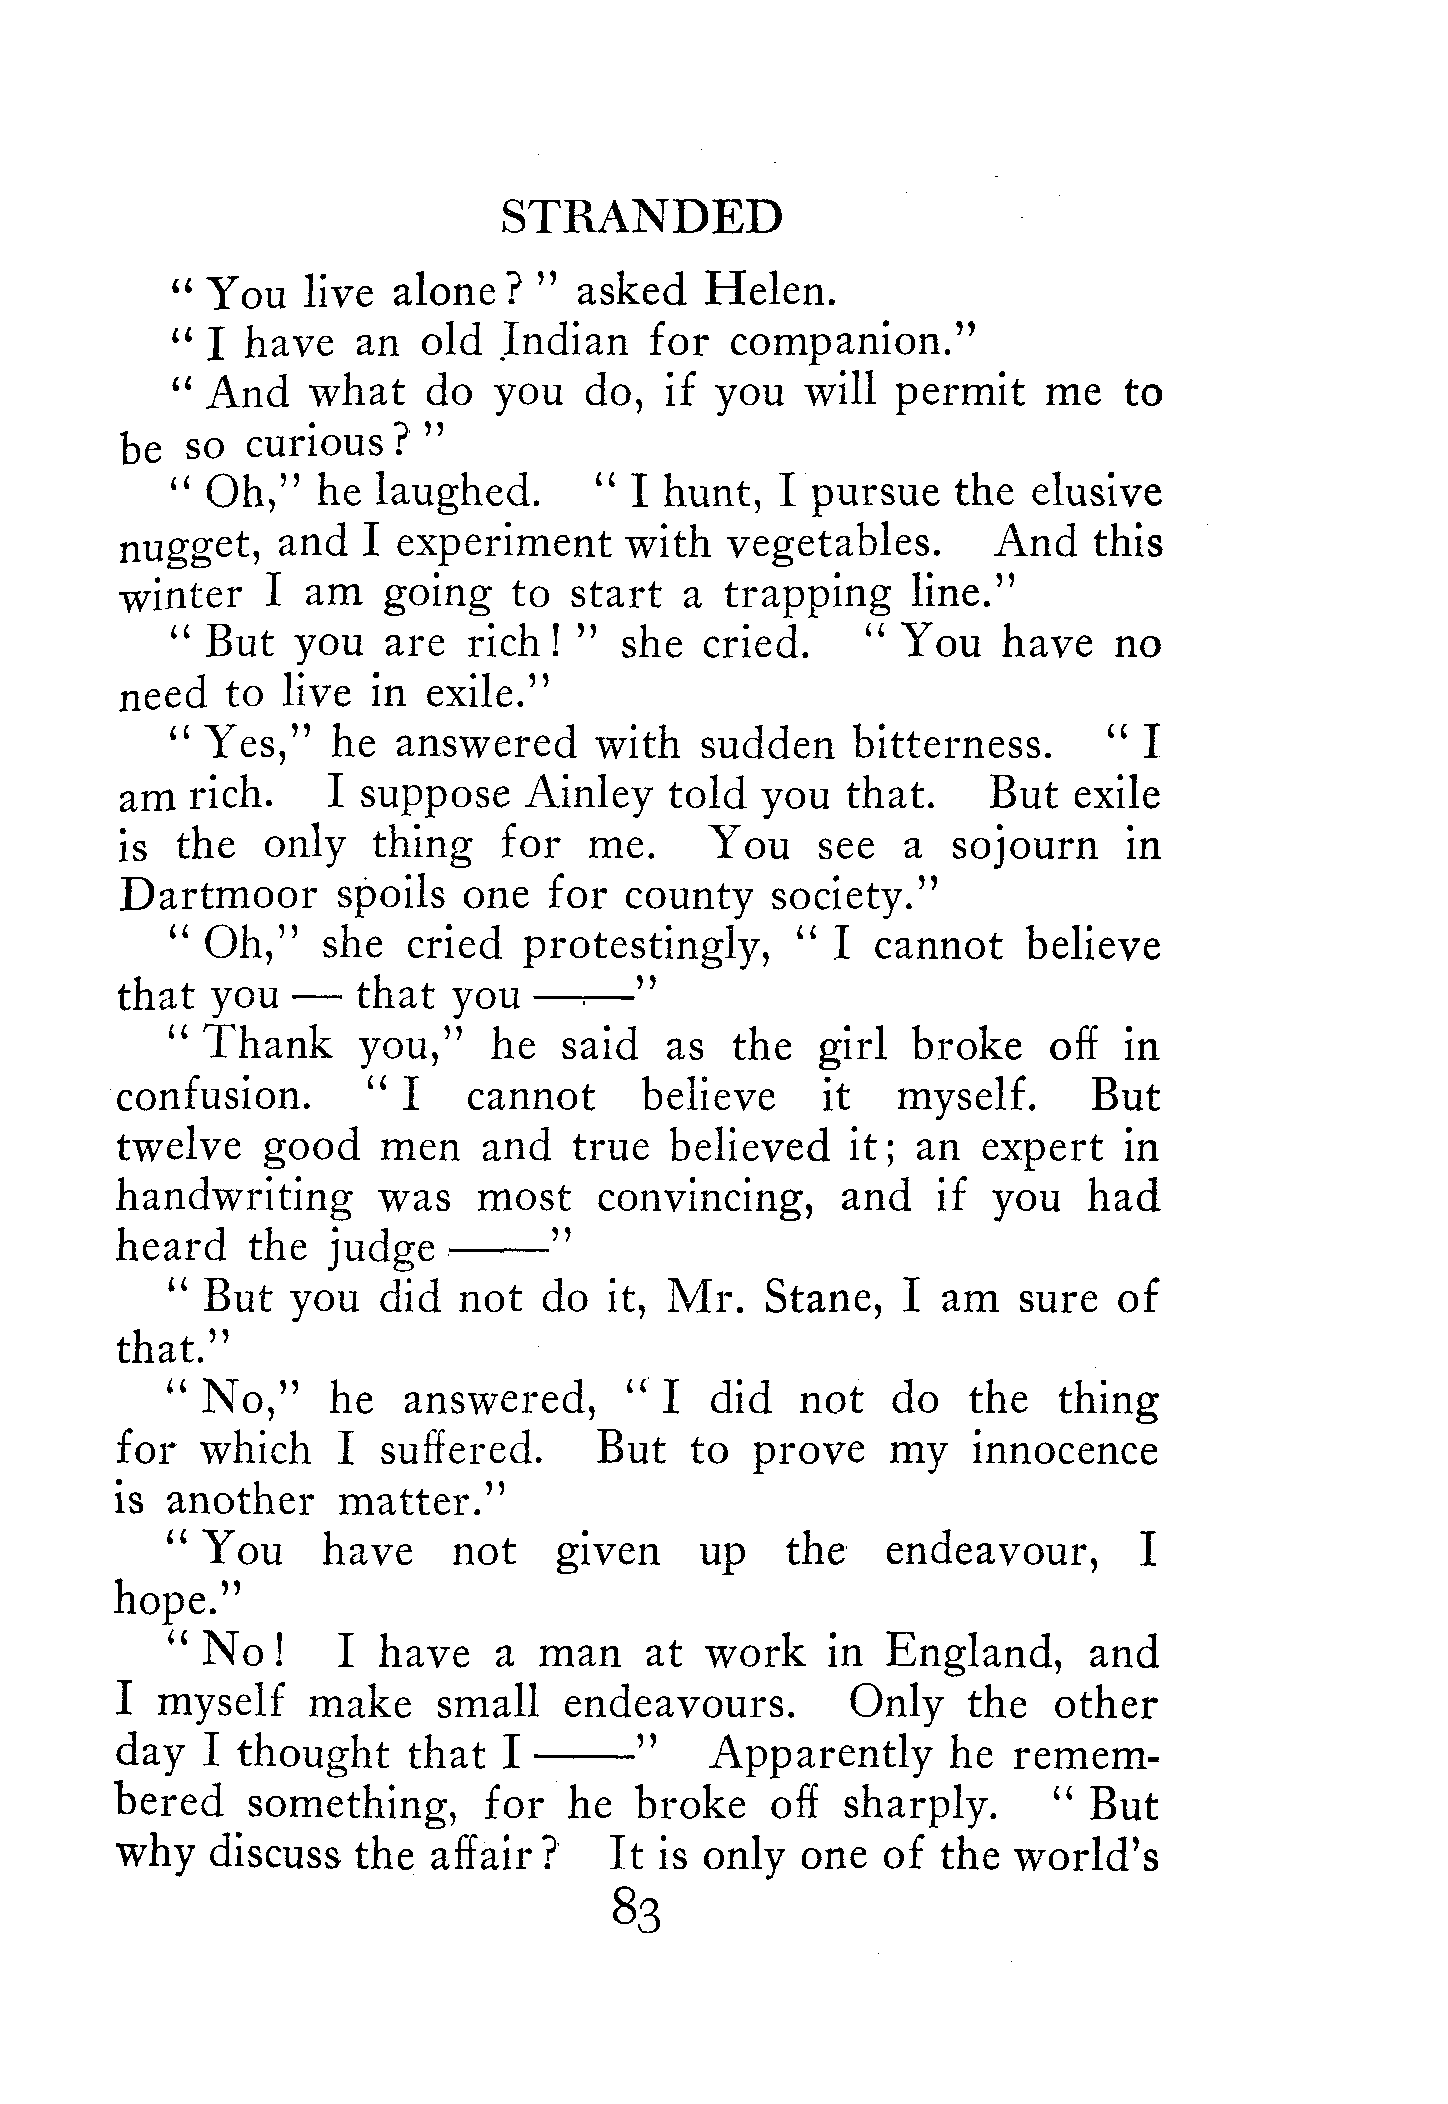 STRANDED
“ You live alone ? ” asked Helen.
“ I have an old Indian for companion.”
“ And what do you do, if you will permit me to
be so curious ? ”
“ Oh,” he laughed. “ I hunt, I pursue the elusive
nugget, and I experiment with vegetables. And this
winter I am going to start a trapping line.”
“ But you are rich ! ” she cried. “ You have no
need to live in exile.”
“ Yes,” he answered with sudden bitterness. “ I
am rich. I suppose Ainley told you that. But exile
is the only thing for me. You see a sojourn in
Dartmoor spoils one for county society.”
“ Oh,” she cried protestingly, “ I cannot believe
that you — that you ——”
“ Thank you,” he said as the girl broke off in
confusion. “ I cannot believe it myself. But
twelve good men and true believed it ; an expert in
handwriting was most convincing, and if you had
heard the judge ——”
“ But you did not do it, Mr. Stane, I am sure of
that.”
“ No,” he answered, “ I did not do the thing
for which I suffered. But to prove my innocence
is another matter.”
“ You have not given up the endeavour, I
hope.”
“ No ! I have a man at work in England, and
I myself make small endeavours. Only the other
day I thought that I ——” Apparently he remem-
bered something, for he broke off sharply. “ But
why discuss the affair ? It is only one of the world’s
83